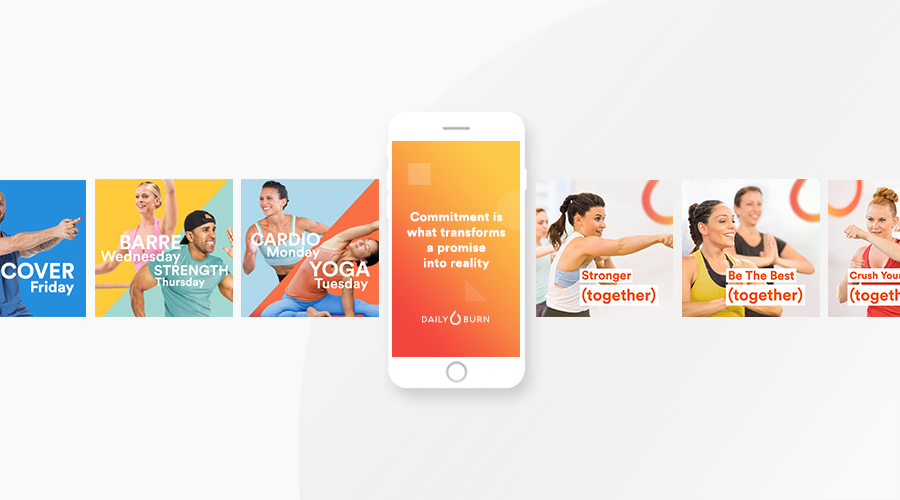 COVER
Friday
BARRE
Wednesday
STRENGTH
Thursday
CARDIO
Monday
YOGA
Tuesday
Commitment is
what transforms
a promise
into reality
DAILY BURN
Stronger
(together)
Be The Best
(together)
Crush Your
(togeth